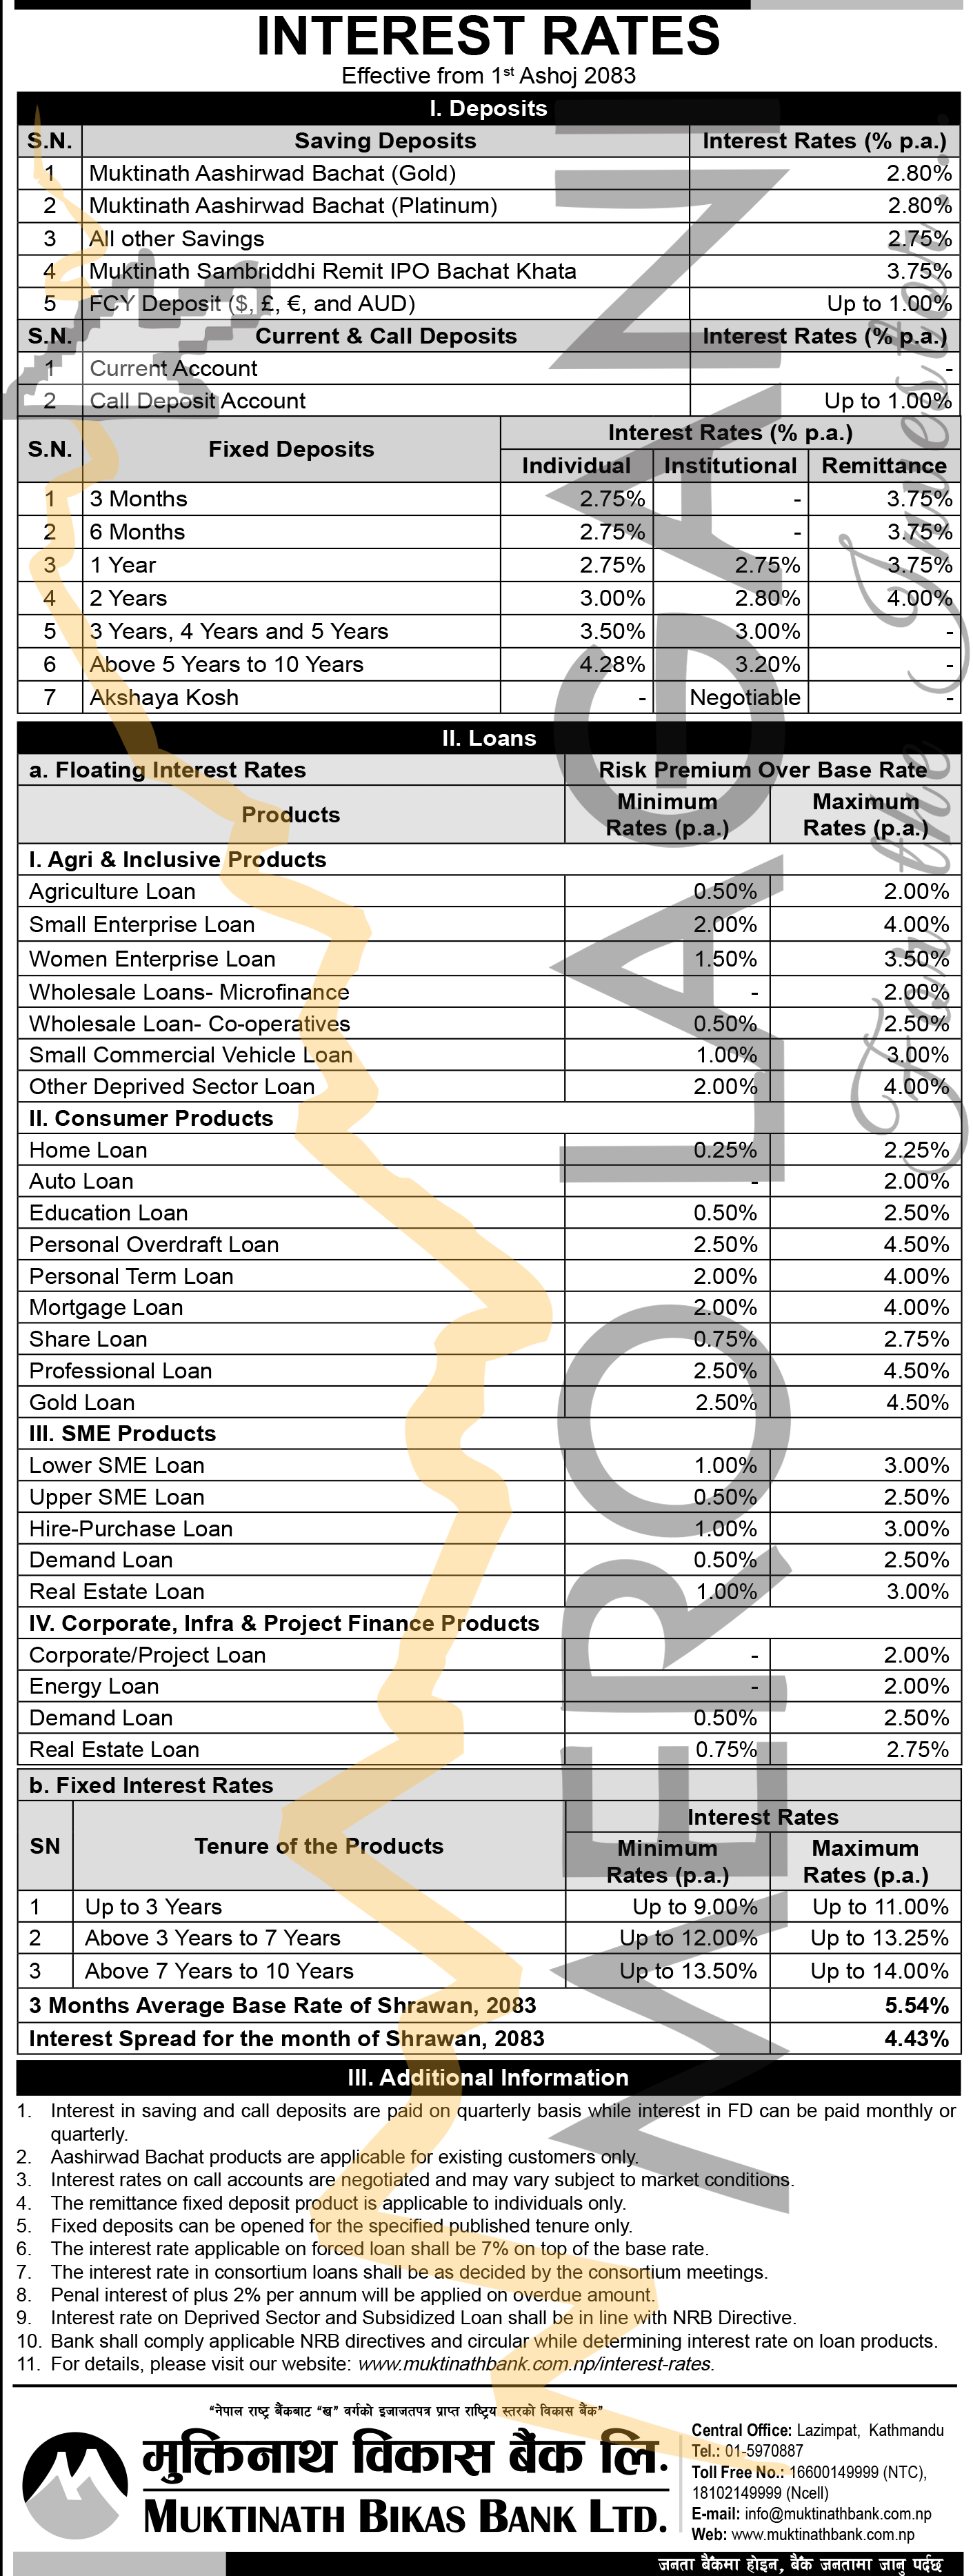 INTEREST RATES
Effective from 1st Ashoj 2083
I. Deposits
S.N. Saving Deposits Interest Rates (% p.a.)
1 Muktinath Aashirwad Bachat (Gold) 2.80%
2 Muktinath Aashirwad Bachat (Platinum) 2.80%
3 All other Savings 2.75%
4 Muktinath Sambriddhi Remit IPO Bachat Khata 3.75%
5 FCY Deposit ($, £, €, and AUD) Up to 1.00%
S.N. Current & Call Deposits Interest Rates (% p.a.)
1 Current Account -
2 Call Deposit Account Up to 1.00%
S.N. Fixed Deposits Interest Rates (% p.a.)
Individual Institutional Remittance
1 3 Months 2.75% - 3.75%
2 6 Months 2.75% - 3.75%
3 1 Year 2.75% 2.75% 3.75%
4 2 Years 3.00% 2.80% 4.00%
5 3 Years, 4 Years and 5 Years 3.50% 3.00% -
6 Above 5 Years to 10 Years 4.28% 3.20% -
7 Akshaya Kosh - Negotiable -
II. Loans
a. Floating Interest Rates Risk Premium Over Base Rate
Products Minimum Rates (p.a.) Maximum Rates (p.a.)
I. Agri & Inclusive Products
Agriculture Loan 0.50% 2.00%
Small Enterprise Loan 2.00% 4.00%
Women Enterprise Loan 1.50% 3.50%
Wholesale Loans- Microfinance - 2.00%
Wholesale Loan- Co-operatives 0.50% 2.50%
Small Commercial Vehicle Loan 1.00% 3.00%
Other Deprived Sector Loan 2.00% 4.00%
II. Consumer Products
Home Loan 0.25% 2.25%
Auto Loan - 2.00%
Education Loan 0.50% 2.50%
Personal Overdraft Loan 2.50% 4.50%
Personal Term Loan 2.00% 4.00%
Mortgage Loan 2.00% 4.00%
Share Loan 0.75% 2.75%
Professional Loan 2.50% 4.50%
Gold Loan 2.50% 4.50%
III. SME Products
Lower SME Loan 1.00% 3.00%
Upper SME Loan 0.50% 2.50%
Hire-Purchase Loan 1.00% 3.00%
Demand Loan 0.50% 2.50%
Real Estate Loan 1.00% 3.00%
IV. Corporate, Infra & Project Finance Products
Corporate/Project Loan - 2.00%
Energy Loan - 2.00%
Demand Loan 0.50% 2.50%
Real Estate Loan 0.75% 2.75%
b. Fixed Interest Rates
SN Tenure of the Products Interest Rates
Minimum Rates (p.a.) Maximum Rates (p.a.)
1 Up to 3 Years Up to 9.00% Up to 11.00%
2 Above 3 Years to 7 Years Up to 12.00% Up to 13.25%
3 Above 7 Years to 10 Years Up to 13.50% Up to 14.00%
3 Months Average Base Rate of Shrawan, 2083 5.54%
Interest Spread for the month of Shrawan, 2083 4.43%
III. Additional Information
1. Interest in saving and call deposits are paid on quarterly basis while interest in FD can be paid monthly or
quarterly.
2. Aashirwad Bachat products are applicable for existing customers only.
3. Interest rates on call accounts are negotiated and may vary subject to market conditions.
4. The remittance fixed deposit product is applicable to individuals only.
5. Fixed deposits can be opened for the specified published tenure only.
6. The interest rate applicable on forced loan shall be 7% on top of the base rate.
7. The interest rate in consortium loans shall be as decided by the consortium meetings.
8. Penal interest of plus 2% per annum will be applied on overdue amount.
9. Interest rate on Deprived Sector and Subsidized Loan shall be in line with NRB Directive.
10. Bank shall comply applicable NRB directives and circular while determining interest rate on loan products.
11. For details, please visit our website: www.muktinathbank.com.np/interest-rates.
“नेपाल राष्ट्र बैंकबाट “ख” वर्गको इजाजतपत्र प्राप्त राष्ट्रिय स्तरको विकास बैंक”
मुक्तिनाथ विकास बैंक लि.
MUKTINATH BIKAS BANK LTD.
Central Office: Lazimpat, Kathmandu
Tel.: 01-5970887
Toll Free No.: 16600149999 (NTC),
18102149999 (Ncell)
E-mail: info@muktinathbank.com.np
Web: www.muktinathbank.com.np
जनता बैंकमा होइन, बैंक जनतामा जानु पर्दछ
MERO LAGANI
For the Investor.